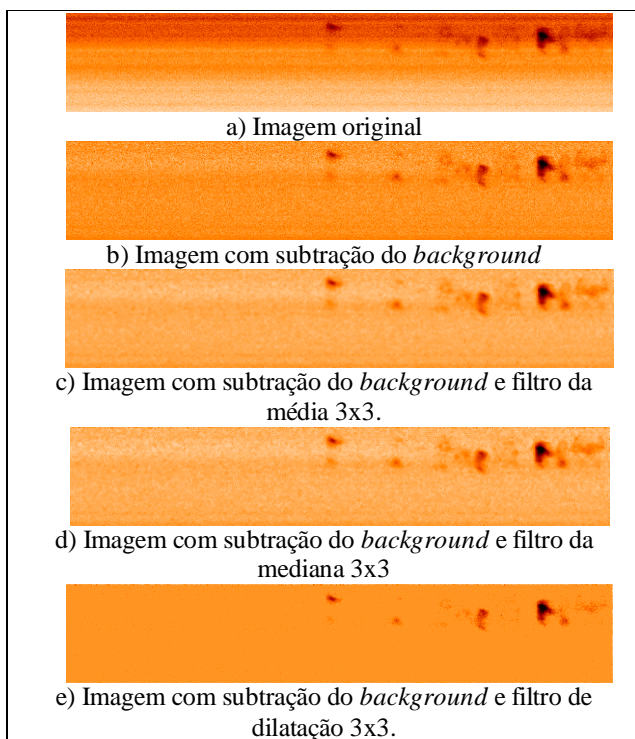 a) Imagem original
b) Imagem com subtração do background
c) Imagem com subtração do background e filtro da
média 3x3.
d) Imagem com subtração do background e filtro da
mediana 3x3
e) Imagem com subtração do background e filtro de
dilatação 3x3.